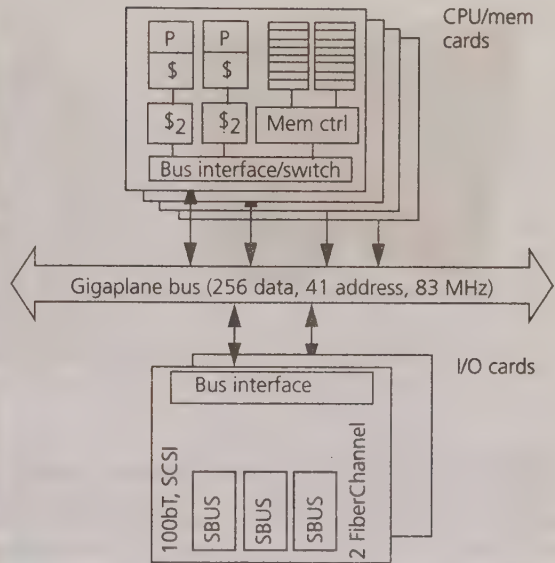 CPU/mem
cards
P P
$ $
$2 $2 Mem ctrl
Bus interface/switch
Gigaplane bus (256 data, 41 address, 83 MHz)
I/O cards
Bus interface
100bT, SCSI
SBUS
SBUS
SBUS
2 FiberChannel